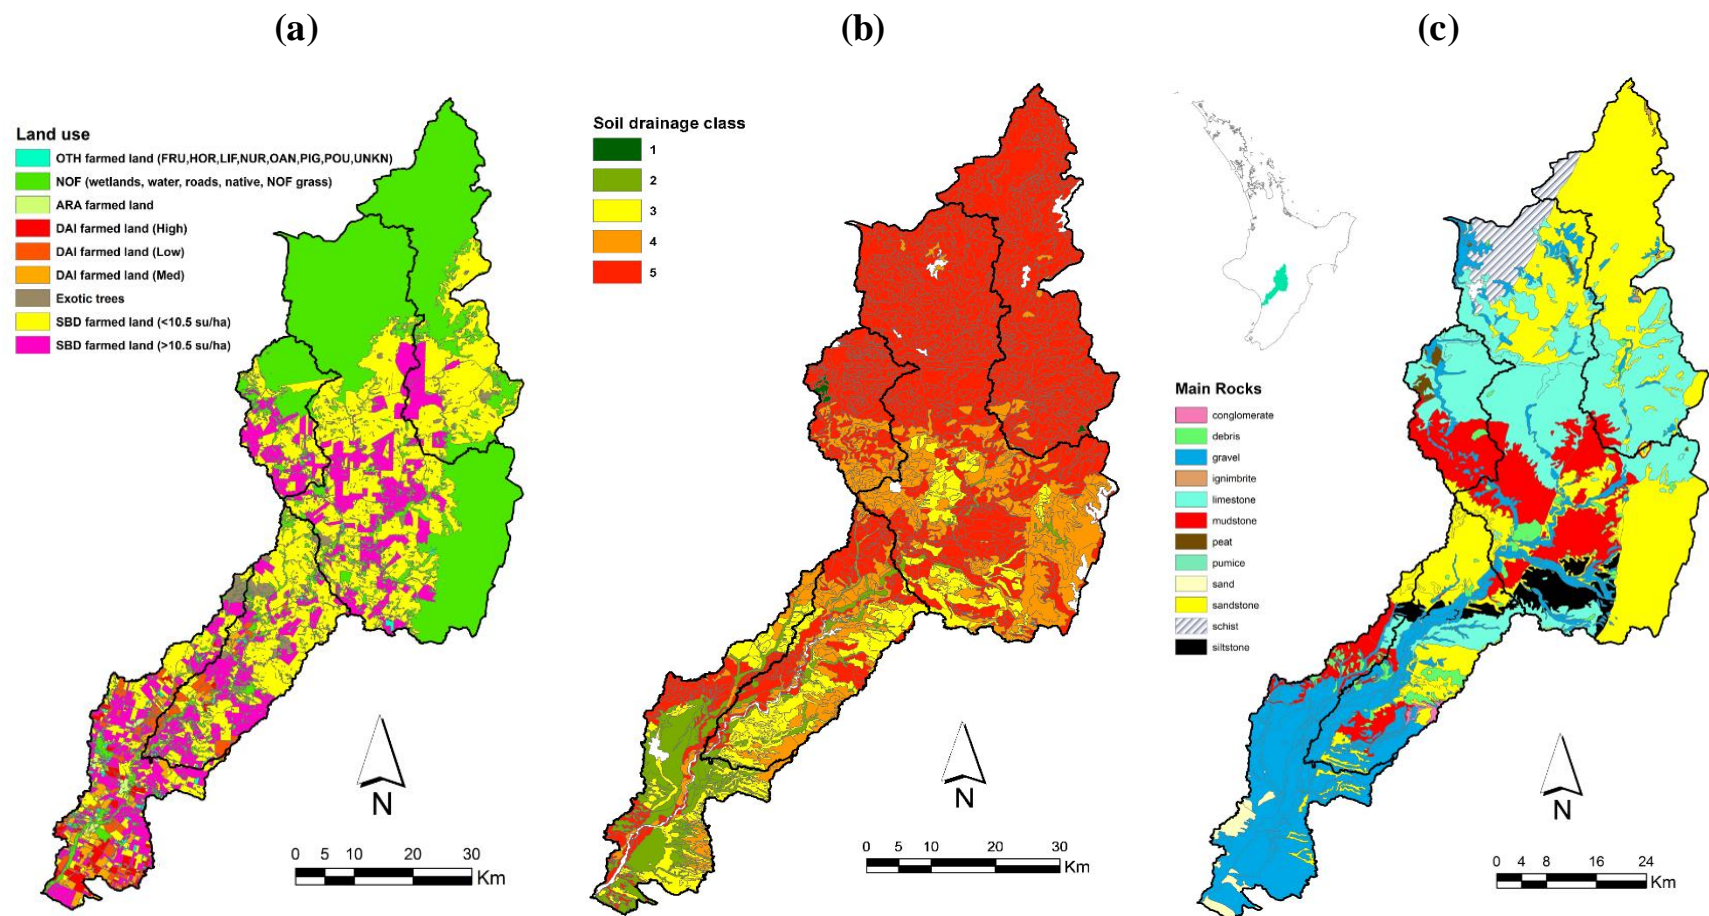 (a)
(b)
(c)
Land use
OTH farmed land (FRU,HOR,LIF,NUR,OAN,PIG,POU,UNKN)
NOF (wetlands, water, roads, native, NOF grass)
ARA farmed land
DAI farmed land (High)
DAI farmed land (Low)
DAI farmed land (Med)
Exotic trees
SBD farmed land (<10.5 su/ha)
SBD farmed land (>10.5 su/ha)
N
0 5 10 20 30
Km
Soil drainage class
1
2
3
4
5
N
0 5 10 20 30
Km
Main Rocks
conglomerate
debris
gravel
ignimbrite
limestone
mudstone
peat
pumice
sand
sandstone
schist
siltstone
N
0 4 8 16 24
Km